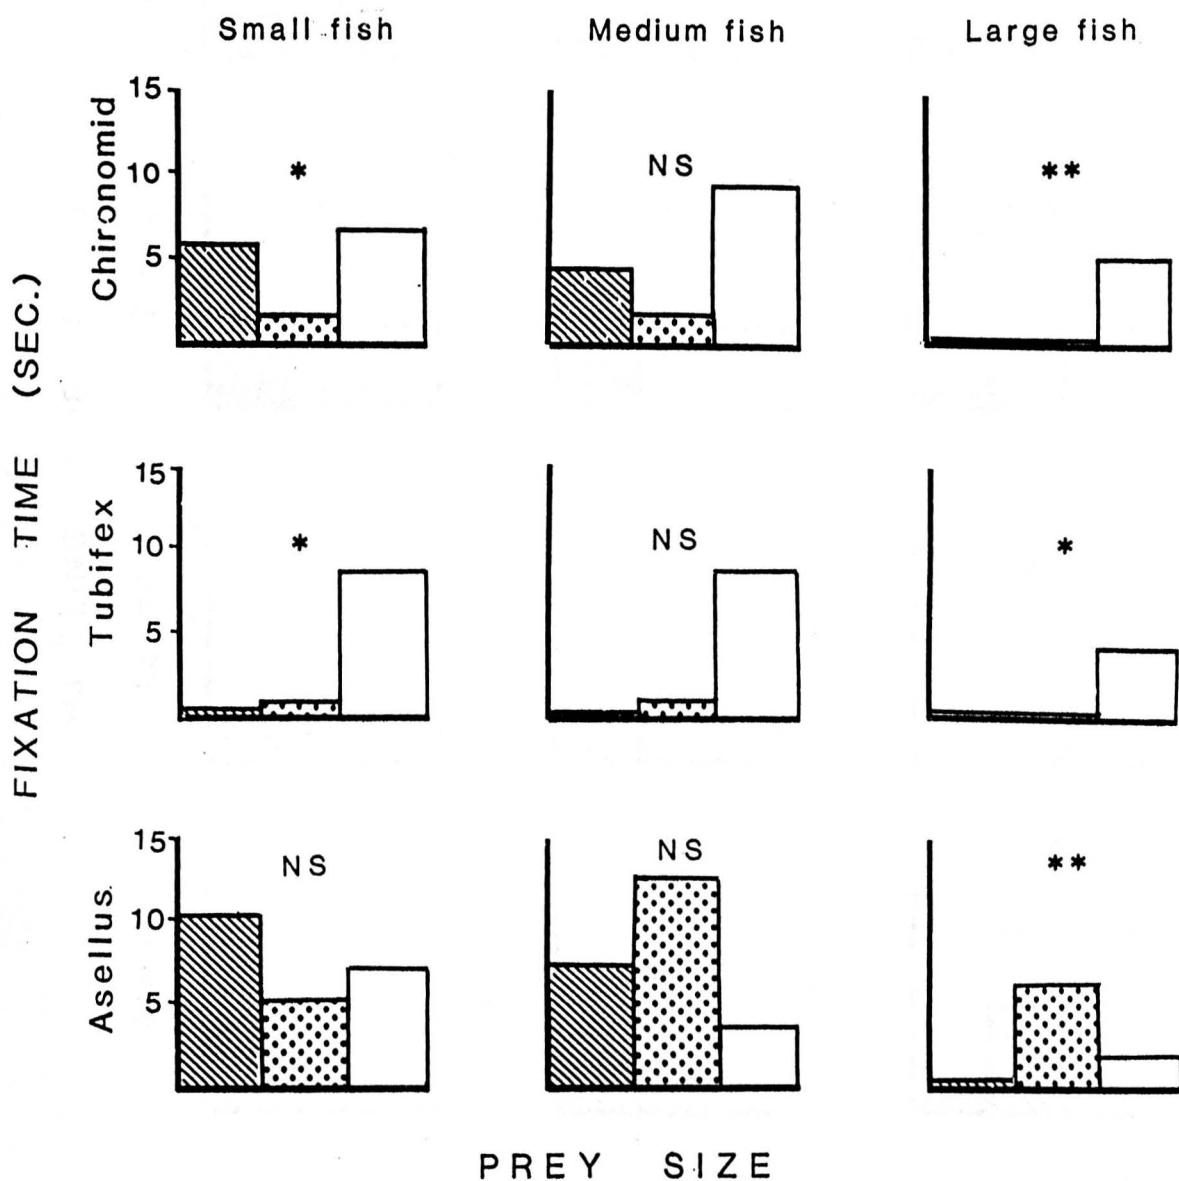 Small fish
Medium fish
Large fish
FIXATION TIME (SEC.)
Chironomid
15
10
5
*
NS
**
Tubifex
15
10
5
*
NS
*
Asellus.
15
10
5
NS
NS
**
PREY SIZE